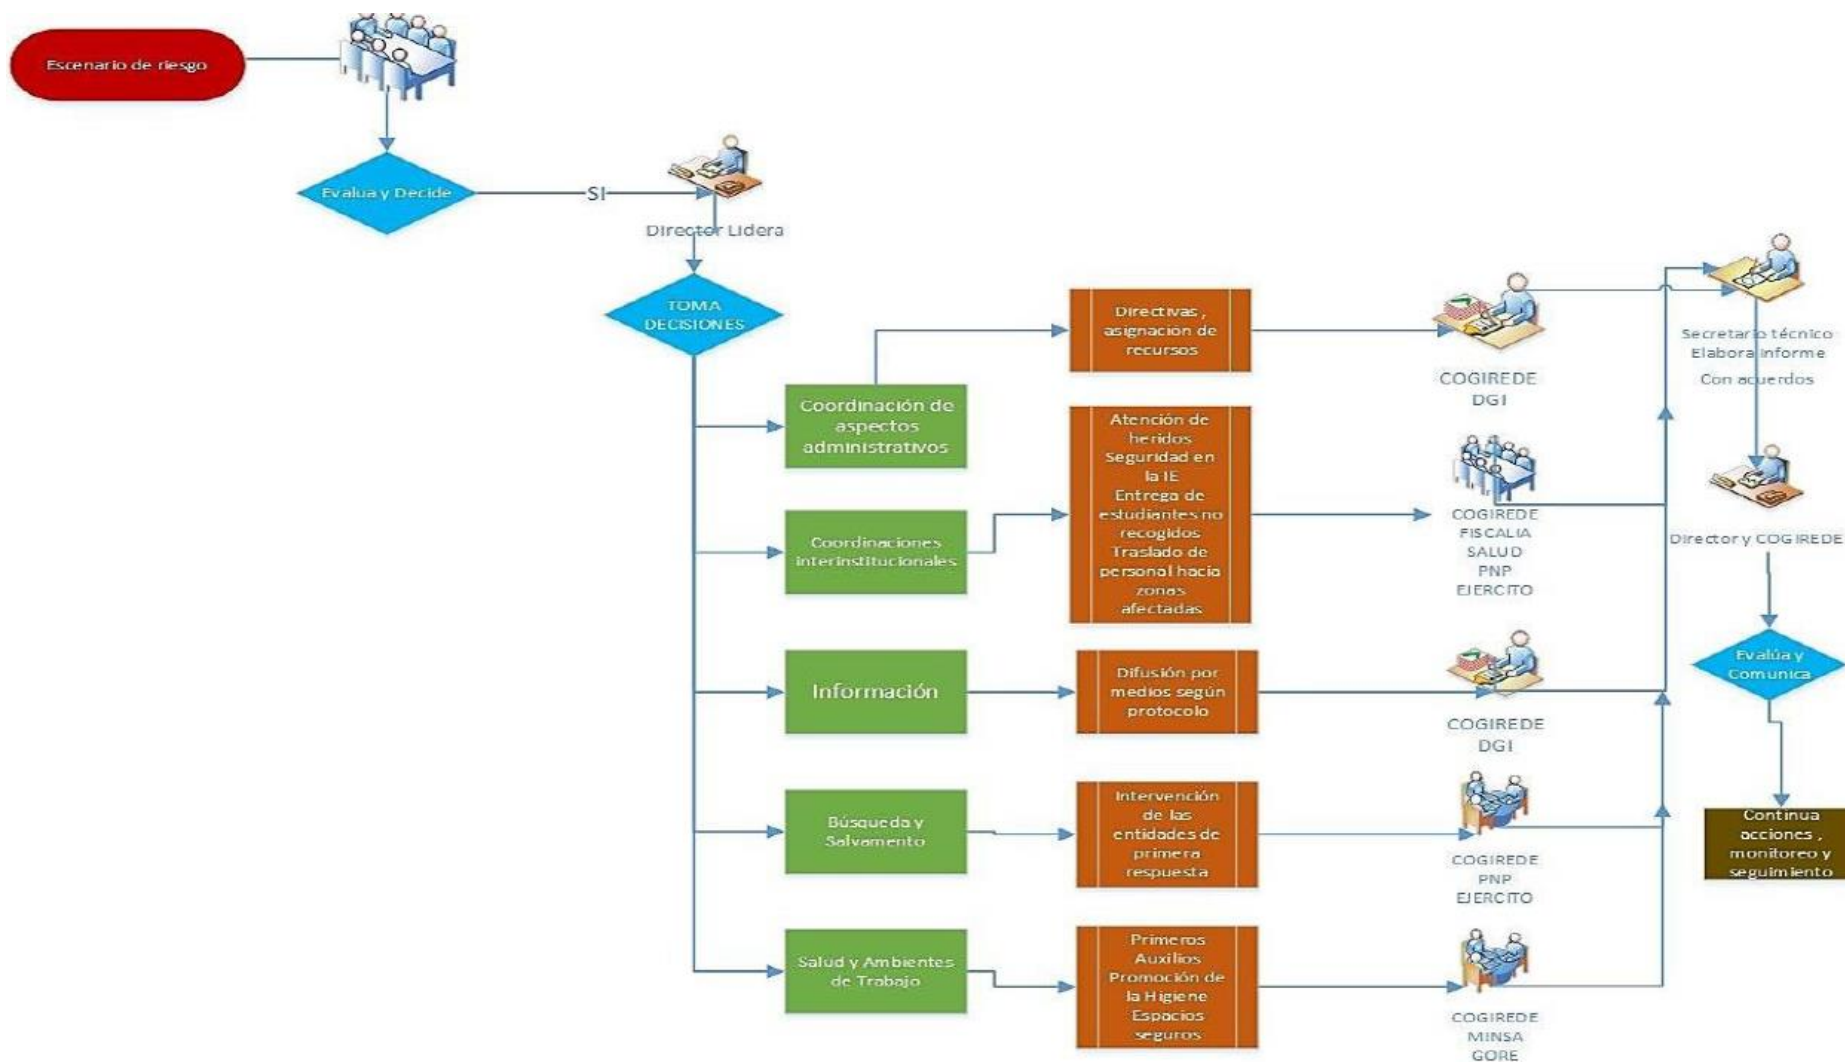 Escenario de riesgo
Evalua y Decide
SI
Director Lidera
TOMA
DECISIONES
Coordinación de
aspectos
administrativos
Directivas ,
asignación de
recursos
COGIREDE
DGI
Coordinaciones
interinstitucionales
Atención de
heridos
Seguridad en
la IE
Entrega de
estudiantes no
recogidos
Traslado de
personal hacia
zonas
afectadas
COGIREDE
FISCALIA
SALUD
PNP
EJERCITO
Información
Difusión por
medios según
protocolo
COGIREDE
DGI
Búsqueda y
Salvamento
Intervención
de las
entidades de
primera
respuesta
COGIREDE
PNP
EJERCITO
Salud y Ambientes
de Trabajo
Primeros
Auxilios
Promoción de
la Higiene
Espacios
seguros
COGIREDE
MINSA
GORE
Secretario técnico
Elabora informe
Con acuerdos
Director y COGIREDE
Evalúa y
Comunica
Continua
acciones ,
monitoreo y
seguimiento